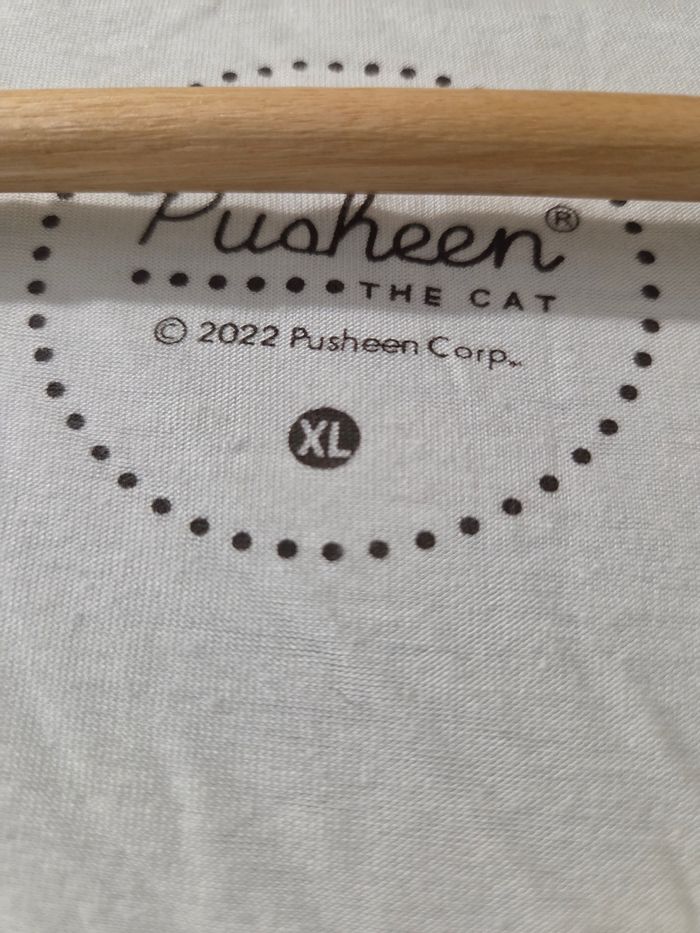 Pusheen®
THE CAT
© 2022 Pusheen Corp.
XL